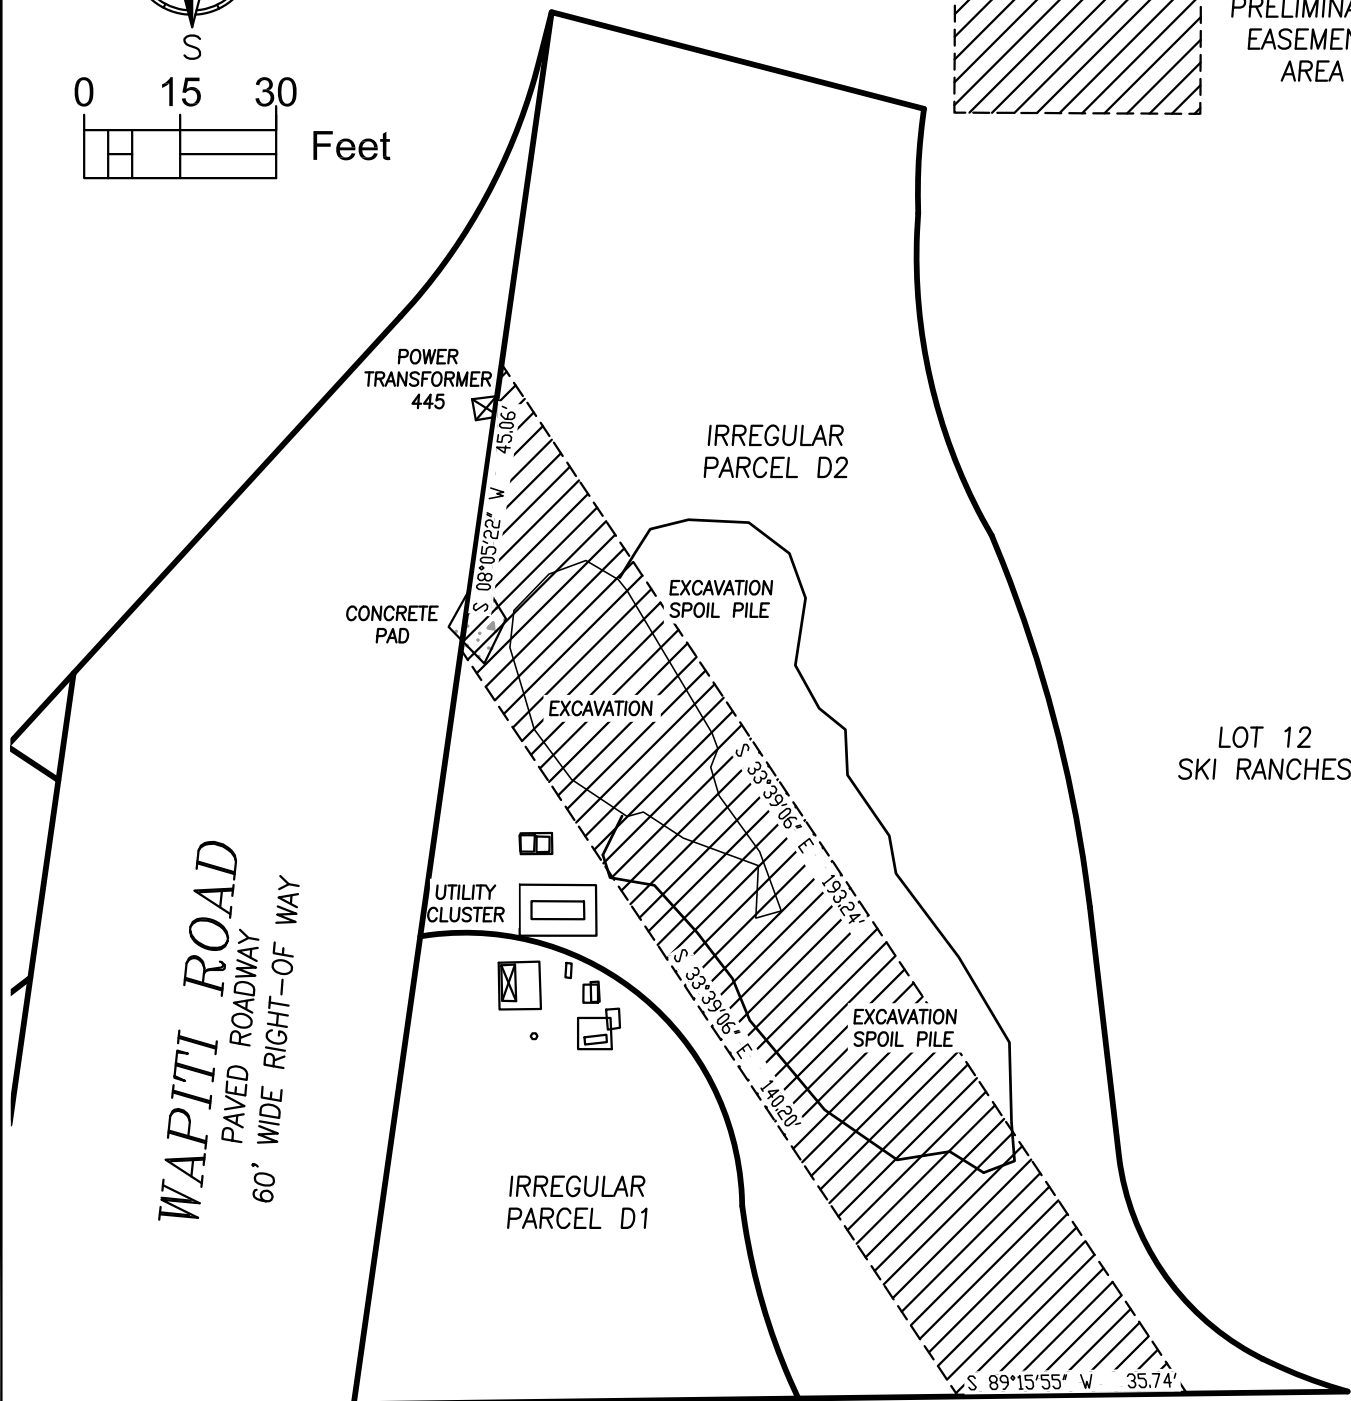 S
0 15 30
Feet
EASEMEN
AREA
POWER
TRANSFORMER
445
45.06'
S 08°05'22" W
IRREGULAR
PARCEL D2
EXCAVATION
SPOIL PILE
CONCRETE
PAD
EXCAVATION
LOT 12
SKI RANCHES
S 33°39'06" E 193.24'
UTILITY
CLUSTER
WAPITI ROAD
PAVED ROADWAY
60' WIDE RIGHT-OF WAY
S 33°39'06" E 140.20'
EXCAVATION
SPOIL PILE
IRREGULAR
PARCEL D1
S 89°15'55" W 35.74'